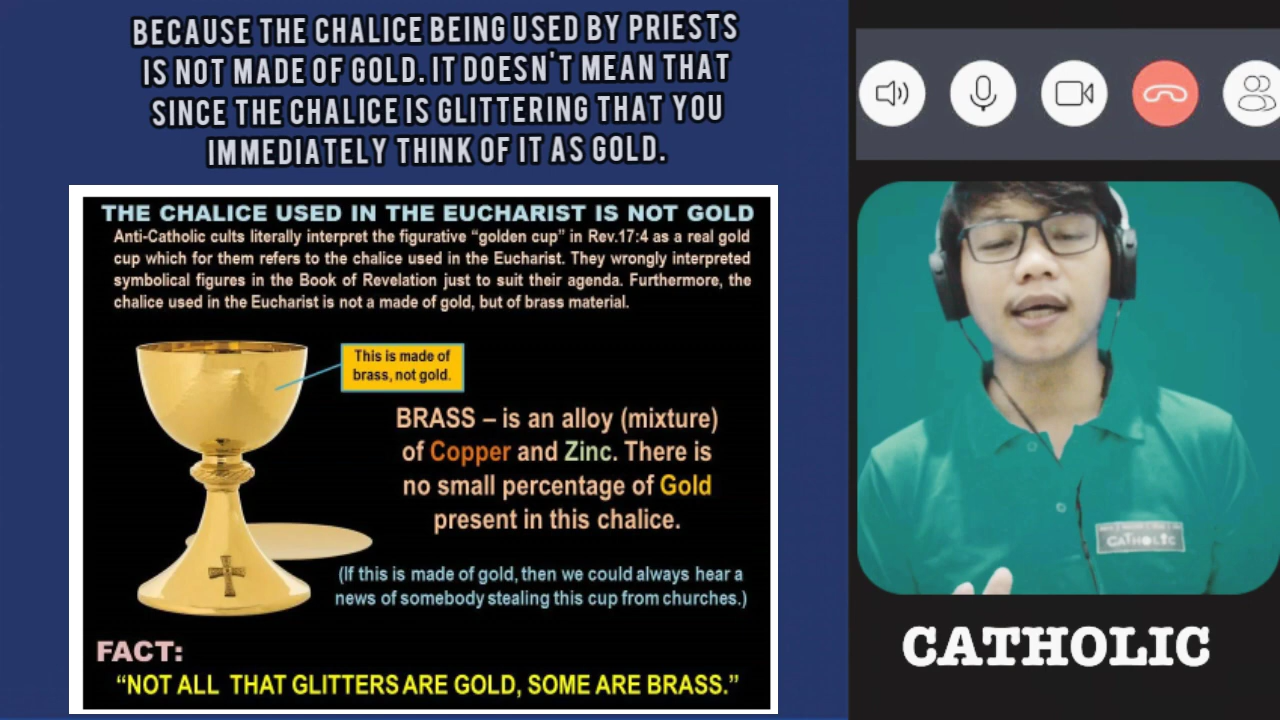 BECAUSE THE CHALICE BEING USED BY PRIESTS
IS NOT MADE OF GOLD. IT DOESN'T MEAN THAT
SINCE THE CHALICE IS GLITTERING THAT YOU
IMMEDIATELY THINK OF IT AS GOLD.
THE CHALICE USED IN THE EUCHARIST IS NOT GOLD
Anti-Catholic cults literally interpret the figurative “golden cup” in Rev.17:4 as a real gold
cup which for them refers to the chalice used in the Eucharist. They wrongly interpreted
symbolical figures in the Book of Revelation just to suit their agenda. Furthermore, the
chalice used in the Eucharist is not a made of gold, but of brass material.
This is made of
brass, not gold.
BRASS – is an alloy (mixture)
of Copper and Zinc. There is
no small percentage of Gold
present in this chalice.
(If this is made of gold, then we could always hear a
news of somebody stealing this cup from churches.)
FACT:
“NOT ALL THAT GLITTERS ARE GOLD, SOME ARE BRASS.”
CATHOLIC
CATHOLIC